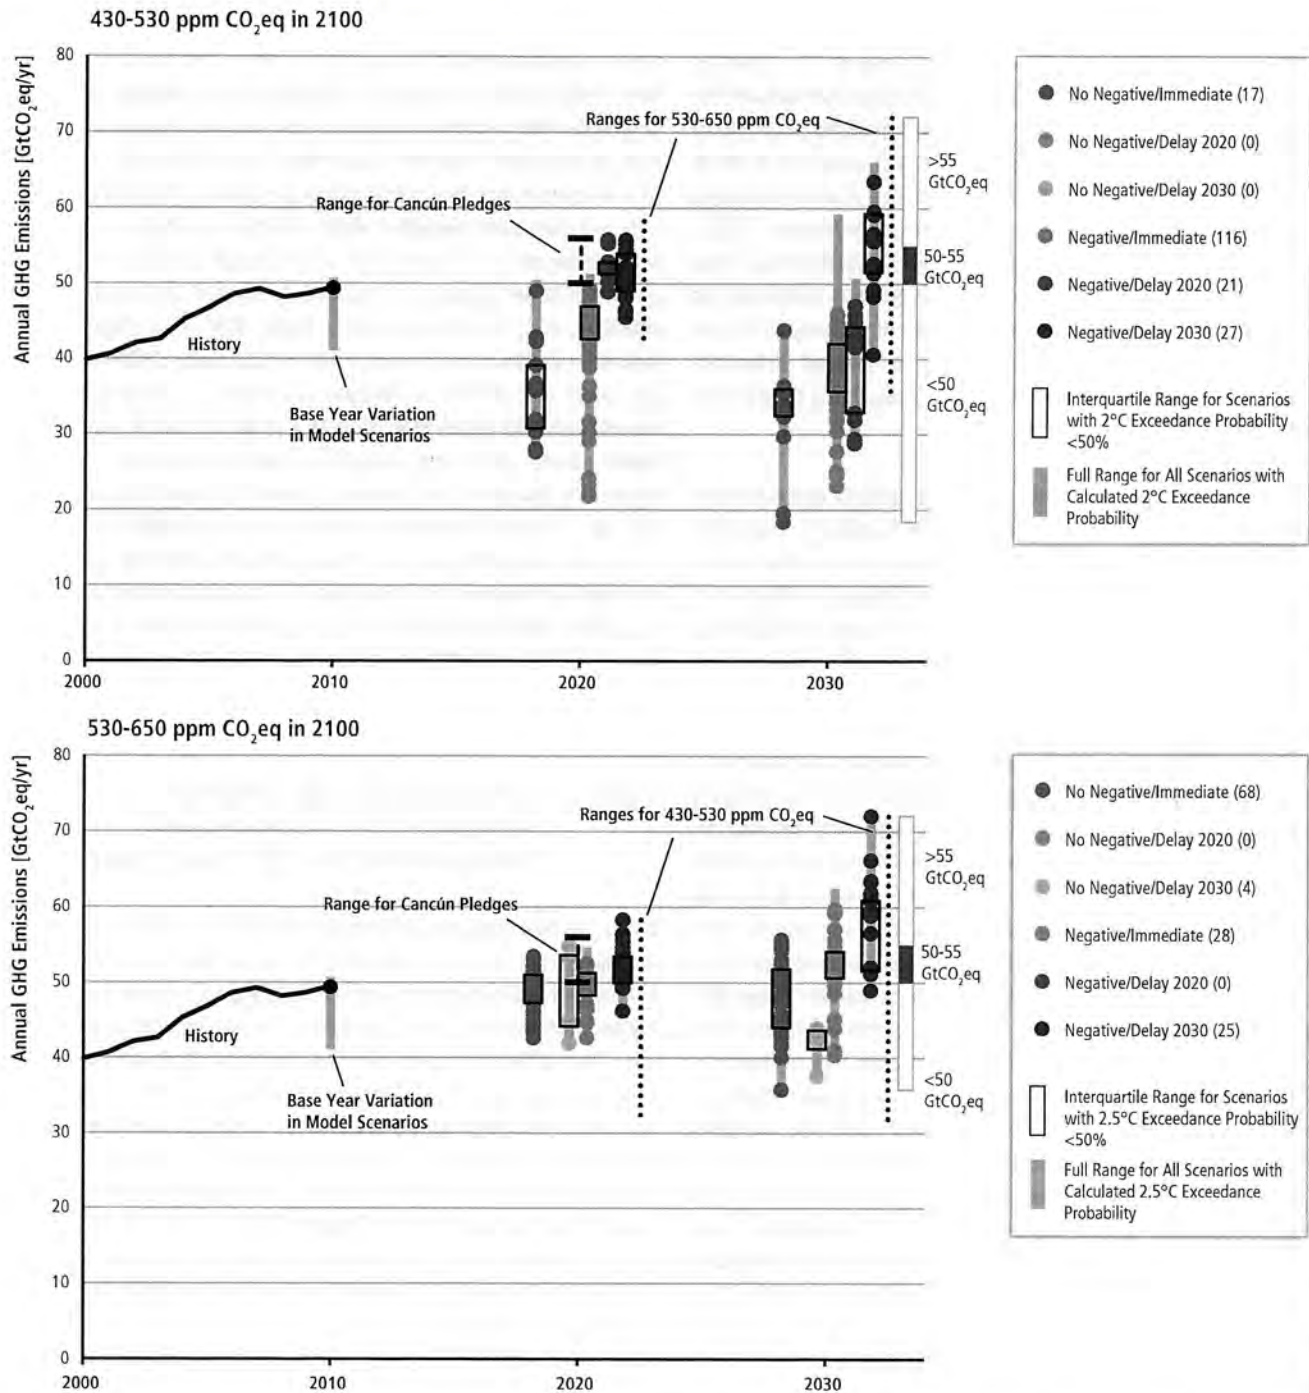 430-530 ppm CO₂eq in 2100
Annual GHG Emissions [GtCO₂eq/yr]
80
70
60
50
40
30
20
10
0
2000
2010
2020
2030
History
Base Year Variation
in Model Scenarios
Range for Cancún Pledges
Ranges for 530-650 ppm CO₂eq
>55
GtCO₂eq
50-55
GtCO₂eq
<50
GtCO₂eq
No Negative/Immediate (17)
No Negative/Delay 2020 (0)
No Negative/Delay 2030 (0)
Negative/Immediate (116)
Negative/Delay 2020 (21)
Negative/Delay 2030 (27)
Interquartile Range for Scenarios
with 2°C Exceedance Probability
<50%
Full Range for All Scenarios with
Calculated 2°C Exceedance
Probability
530-650 ppm CO₂eq in 2100
Annual GHG Emissions [GtCO₂eq/yr]
80
70
60
50
40
30
20
10
0
2000
2010
2020
2030
History
Base Year Variation
in Model Scenarios
Range for Cancún Pledges
Ranges for 430-530 ppm CO₂eq
>55
GtCO₂eq
50-55
GtCO₂eq
<50
GtCO₂eq
No Negative/Immediate (68)
No Negative/Delay 2020 (0)
No Negative/Delay 2030 (4)
Negative/Immediate (28)
Negative/Delay 2020 (0)
Negative/Delay 2030 (25)
Interquartile Range for Scenarios
with 2.5°C Exceedance Probability
<50%
Full Range for All Scenarios with
Calculated 2.5°C Exceedance
Probability